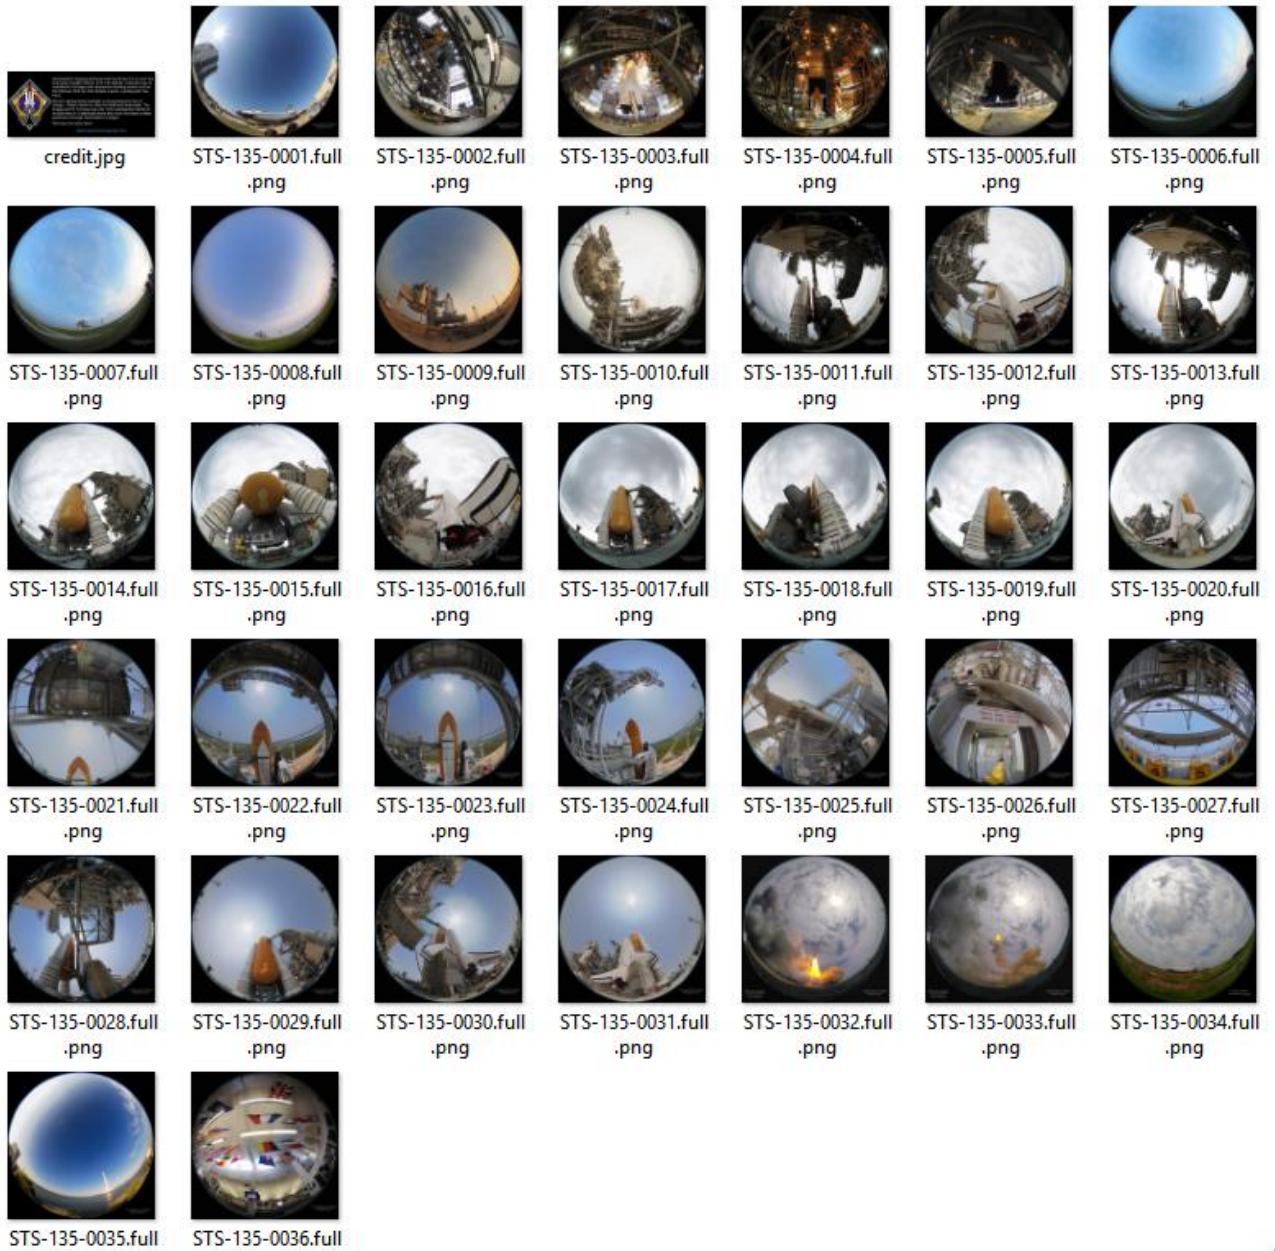 credit.jpg
STS-135-0001.full
.png
STS-135-0002.full
.png
STS-135-0003.full
.png
STS-135-0004.full
.png
STS-135-0005.full
.png
STS-135-0006.full
.png
STS-135-0007.full
.png
STS-135-0008.full
.png
STS-135-0009.full
.png
STS-135-0010.full
.png
STS-135-0011.full
.png
STS-135-0012.full
.png
STS-135-0013.full
.png
STS-135-0014.full
.png
STS-135-0015.full
.png
STS-135-0016.full
.png
STS-135-0017.full
.png
STS-135-0018.full
.png
STS-135-0019.full
.png
STS-135-0020.full
.png
STS-135-0021.full
.png
STS-135-0022.full
.png
STS-135-0023.full
.png
STS-135-0024.full
.png
STS-135-0025.full
.png
STS-135-0026.full
.png
STS-135-0027.full
.png
STS-135-0028.full
.png
STS-135-0029.full
.png
STS-135-0030.full
.png
STS-135-0031.full
.png
STS-135-0032.full
.png
STS-135-0033.full
.png
STS-135-0034.full
.png
STS-135-0035.full
STS-135-0036.full